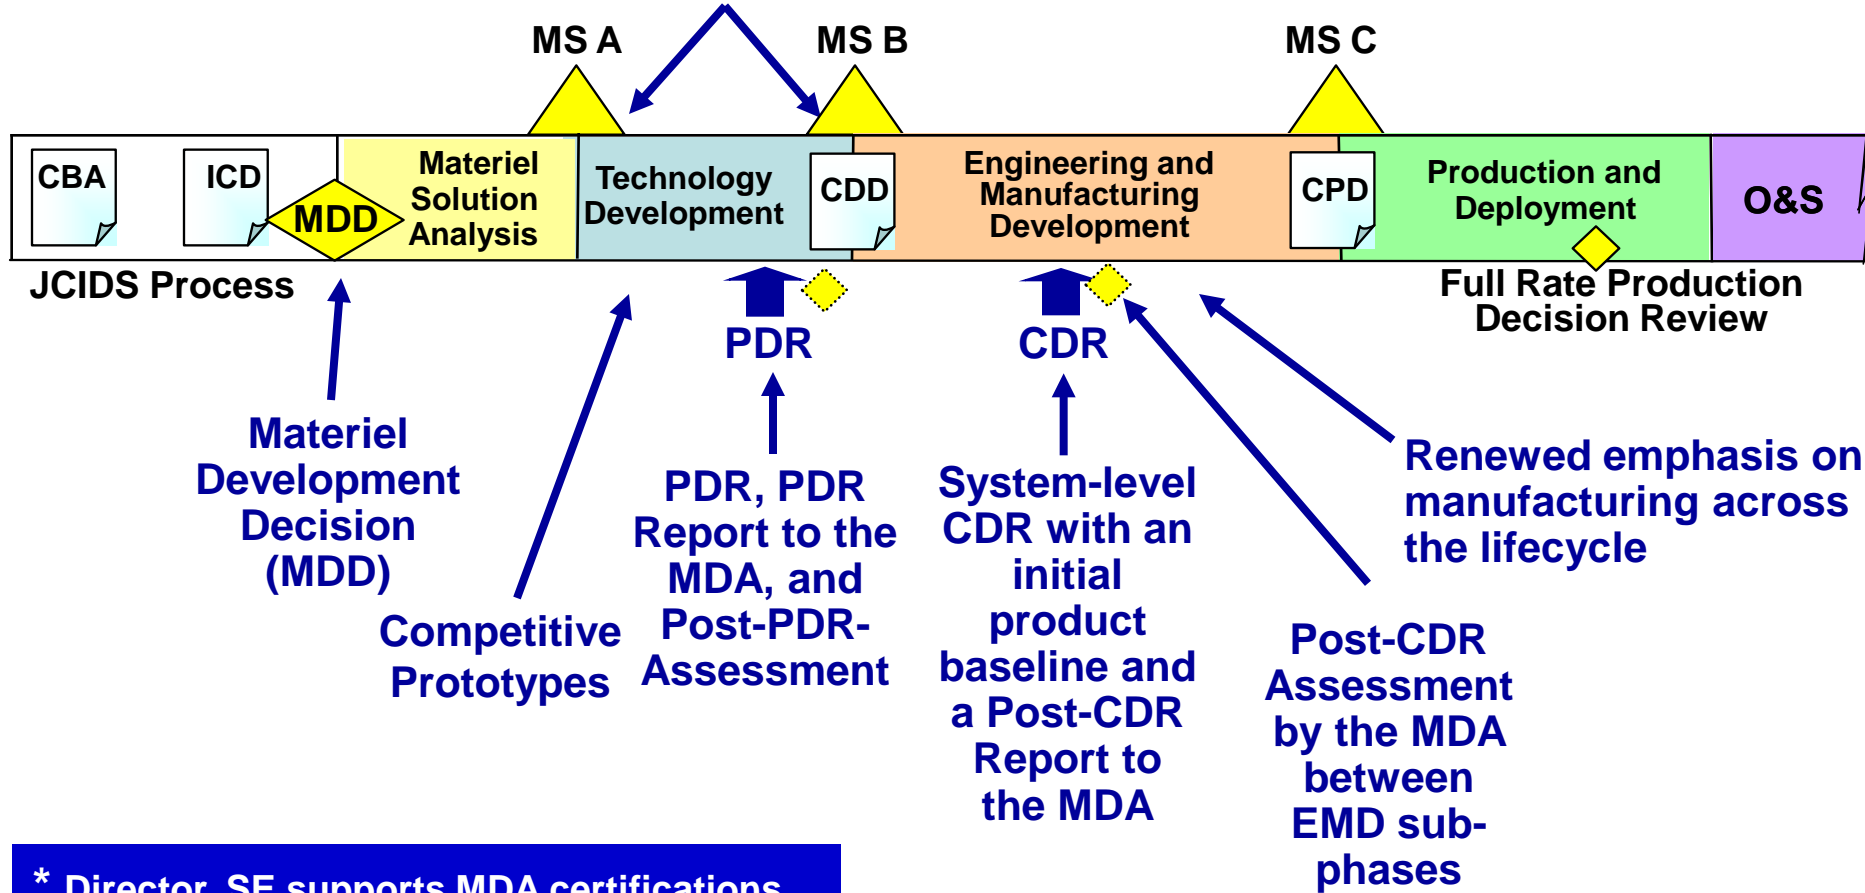 MS A
MS B
MS C
CBA
ICD
MDD
Materiel
Solution
Analysis
Technology
Development
CDD
Engineering and
Manufacturing
Development
CPD
Production and
Deployment
O&S
JCIDS Process
PDR
CDR
Full Rate Production
Decision Review
Materiel
Development
Decision
(MDD)
Competitive
Prototypes
PDR, PDR
Report to the
MDA, and
Post-PDR-
Assessment
System-level
CDR with an
initial
product
baseline and
a Post-CDR
Report to
the MDA
Post-CDR
Assessment
by the MDA
between
EMD sub-
phases
Renewed emphasis on
manufacturing across
the lifecycle
* Director, SE supports MDA certifications